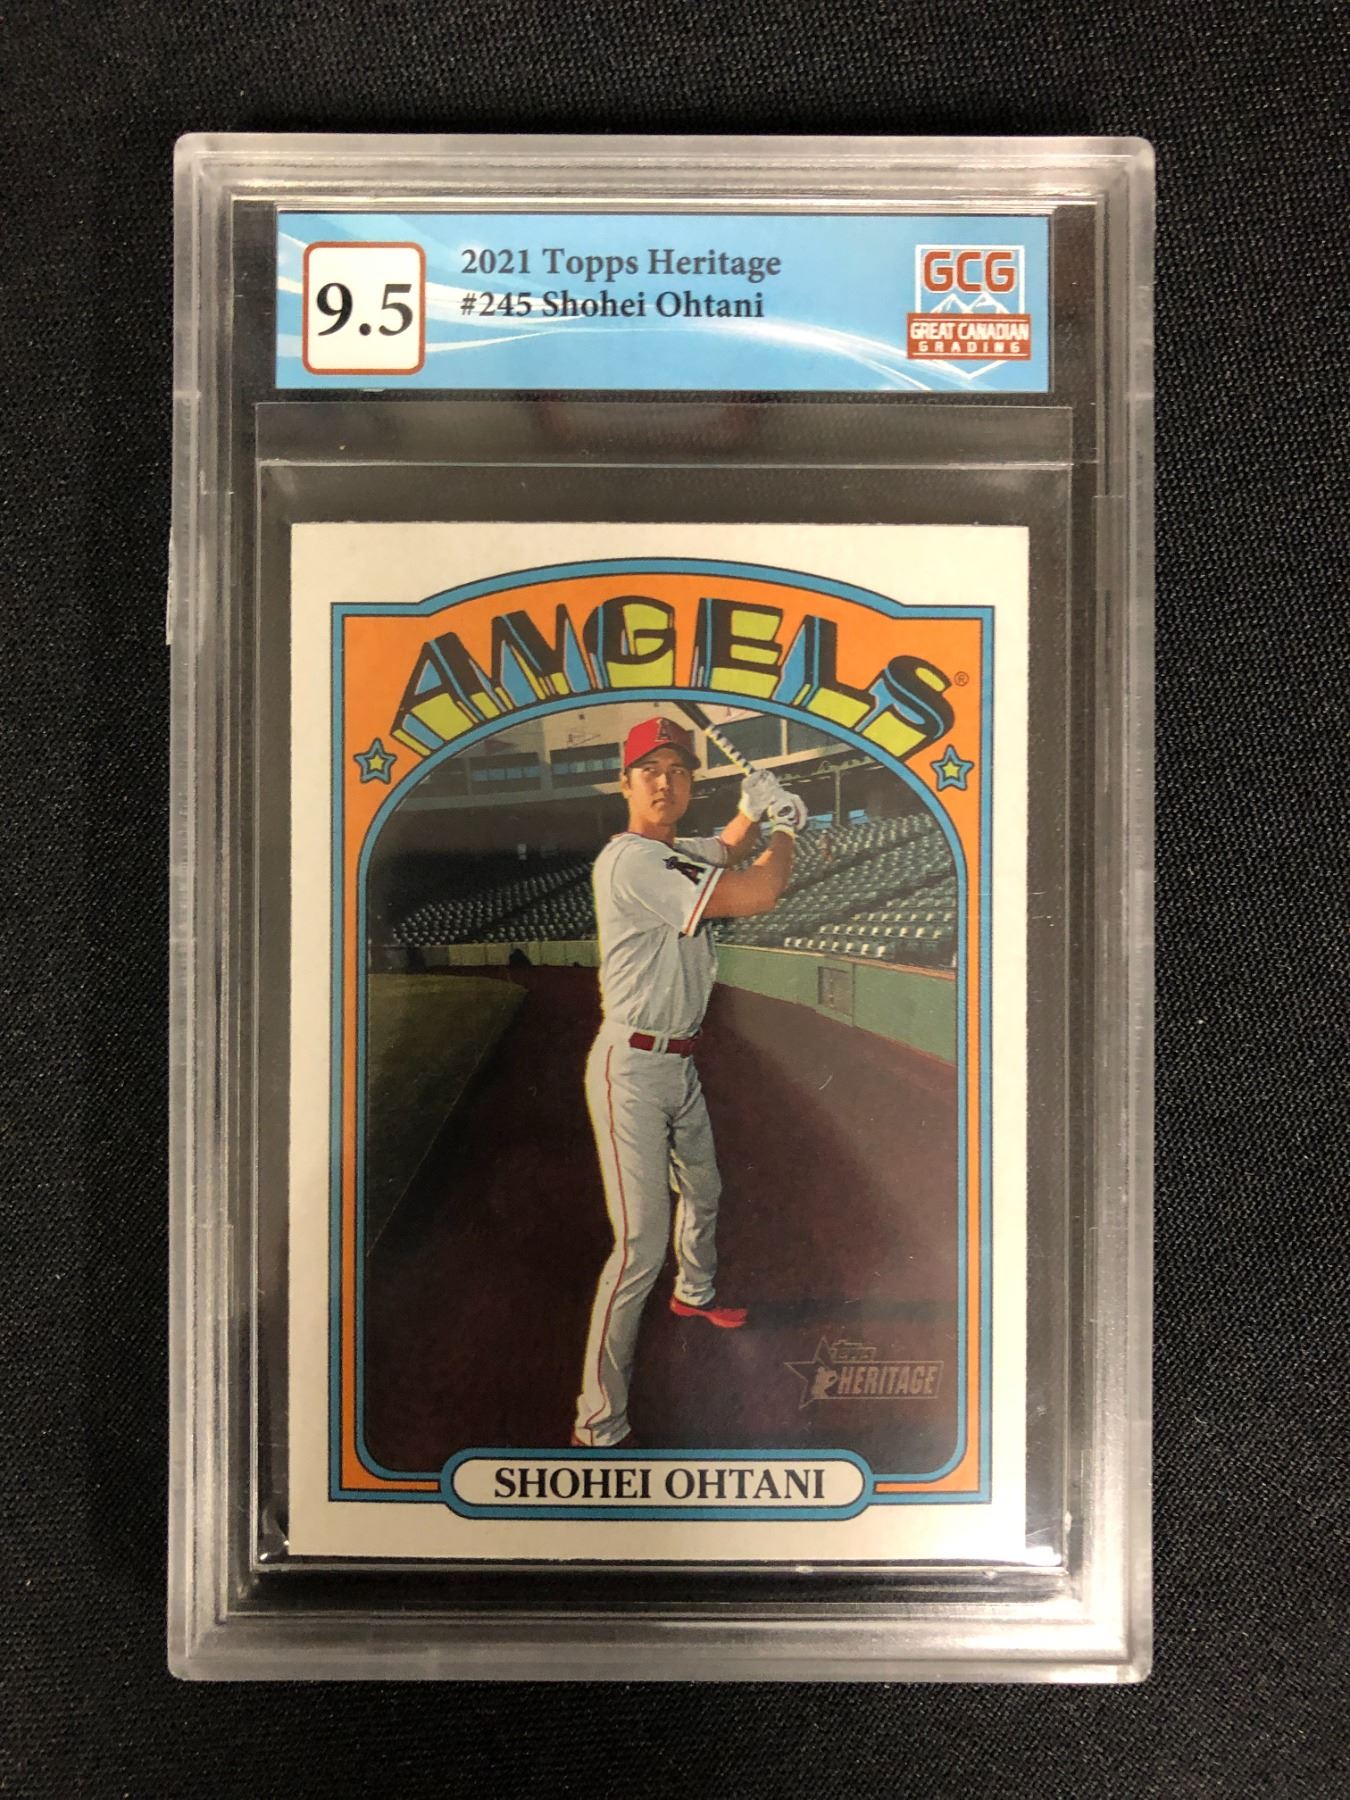 9.5
2021 Topps Heritage
#245 Shohei Ohtani
GCG
GREAT CANADIAN
GRADING
ANGELS®
A
A
Topps
HERITAGE
SHOHEI OHTANI